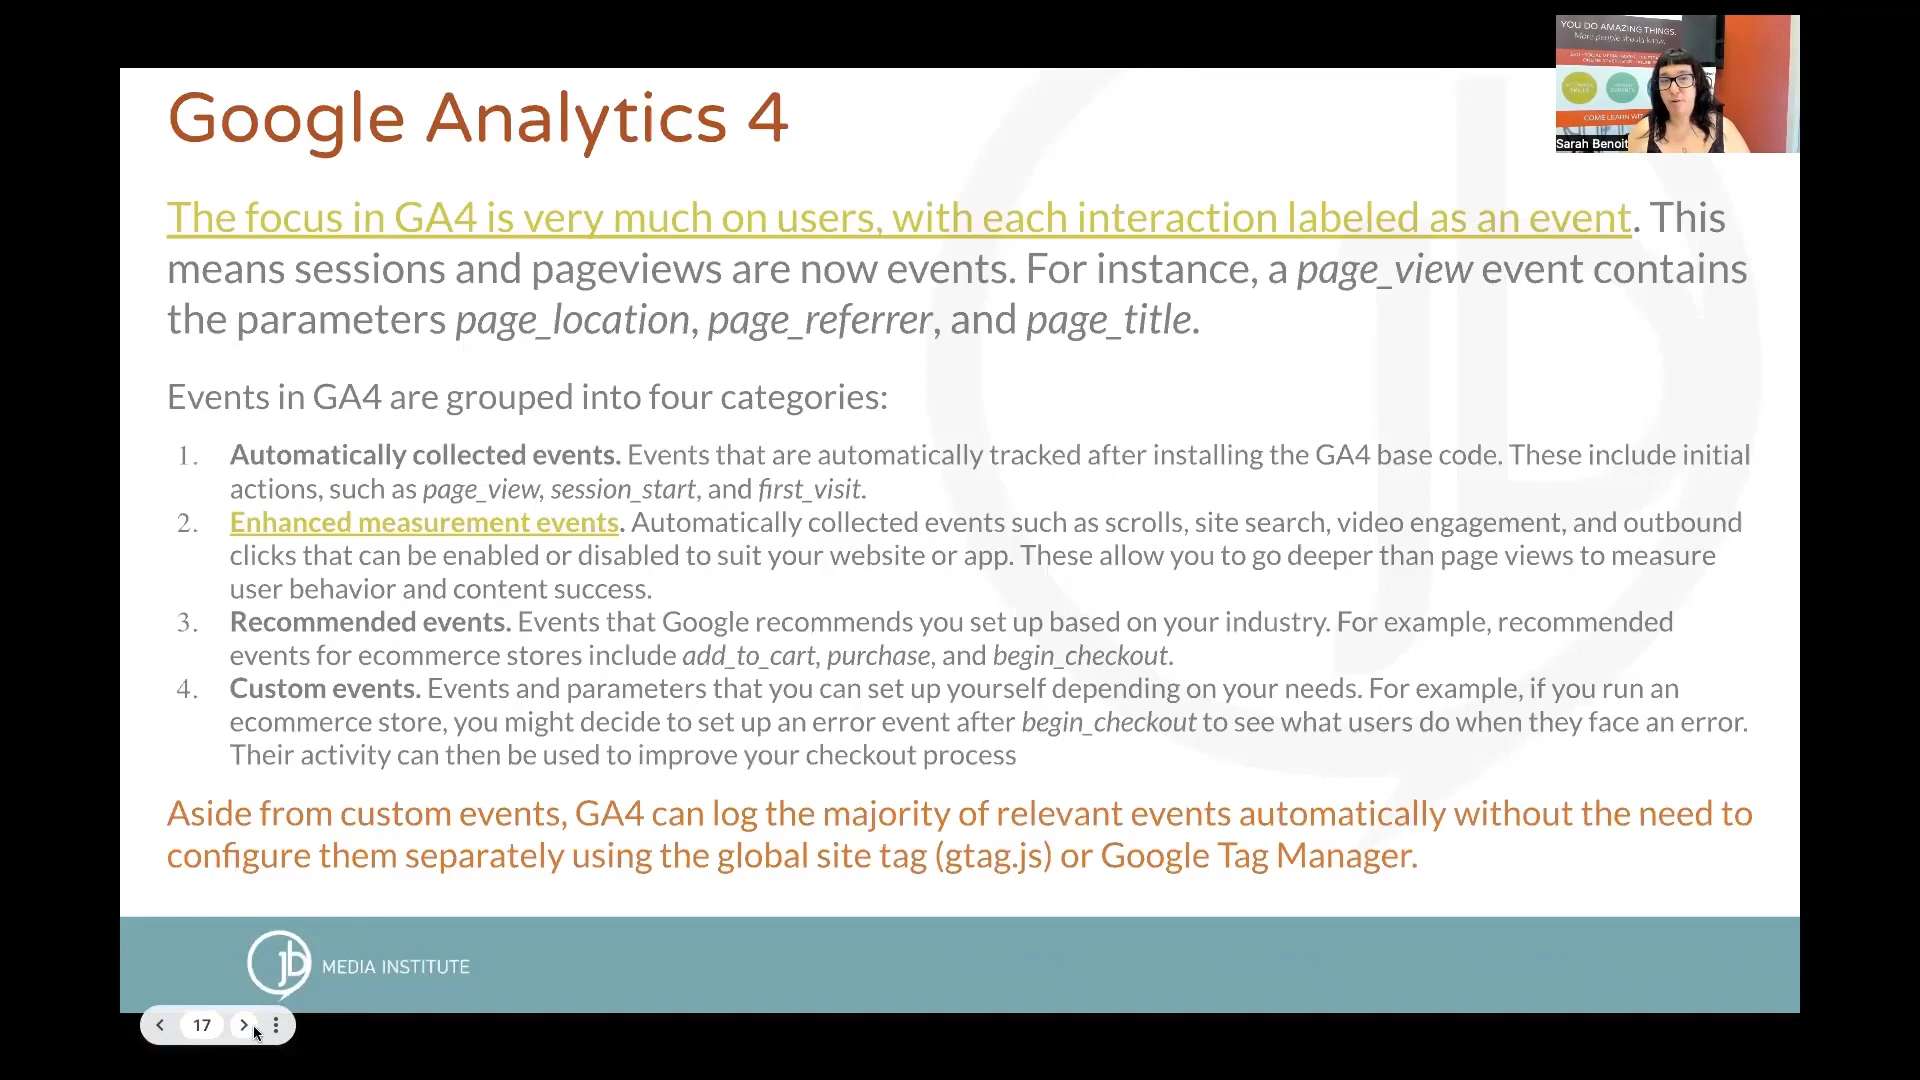 YOU DO AMAZING THINGS.
More people should know.
COME LEARN WIT
Sarah Benoit
Google Analytics 4
The focus in GA4 is very much on users, with each interaction labeled as an event. This
means sessions and pageviews are now events. For instance, a page_view event contains
the parameters page_location, page_referrer, and page_title.
Events in GA4 are grouped into four categories:
1. Automatically collected events. Events that are automatically tracked after installing the GA4 base code. These include initial
actions, such as page_view, session_start, and first_visit.
2. Enhanced measurement events. Automatically collected events such as scrolls, site search, video engagement, and outbound
clicks that can be enabled or disabled to suit your website or app. These allow you to go deeper than page views to measure
user behavior and content success.
3. Recommended events. Events that Google recommends you set up based on your industry. For example, recommended
events for ecommerce stores include add_to_cart, purchase, and begin_checkout.
4. Custom events. Events and parameters that you can set up yourself depending on your needs. For example, if you run an
ecommerce store, you might decide to set up an error event after begin_checkout to see what users do when they face an error.
Their activity can then be used to improve your checkout process
Aside from custom events, GA4 can log the majority of relevant events automatically without the need to
configure them separately using the global site tag (gtag.js) or Google Tag Manager.
jb MEDIA INSTITUTE
17